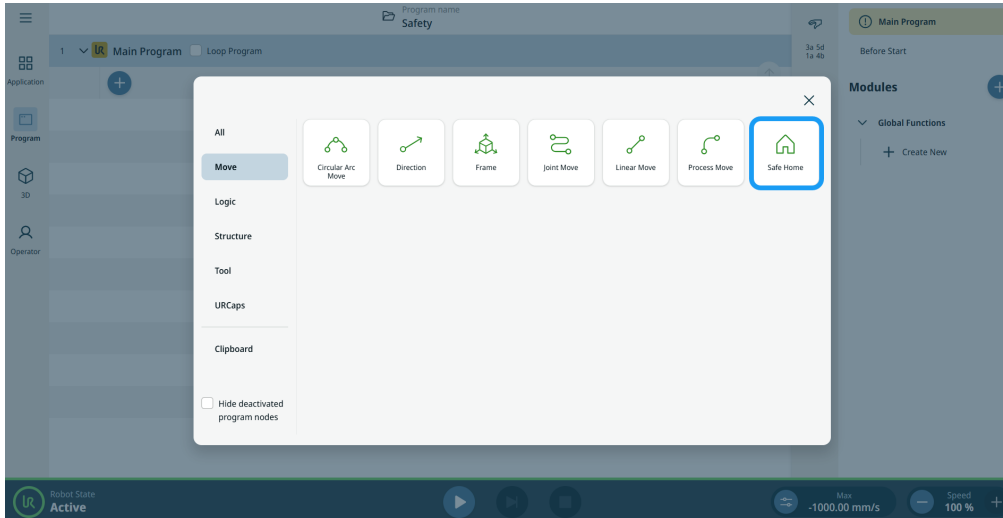 Program name
Safety
1 UR Main Program Loop Program
Application
Program
3D
Operator
3a 5d
1a 4b
Main Program
Before Start
Modules
Global Functions
Create New
All
Move
Logic
Structure
Tool
URCaps
Clipboard
Hide deactivated
program nodes
Circular Arc
Move
Direction
Frame
Joint Move
Linear Move
Process Move
Safe Home
UR
Robot State
Active
Max
-1000.00 mm/s
Speed
100 %